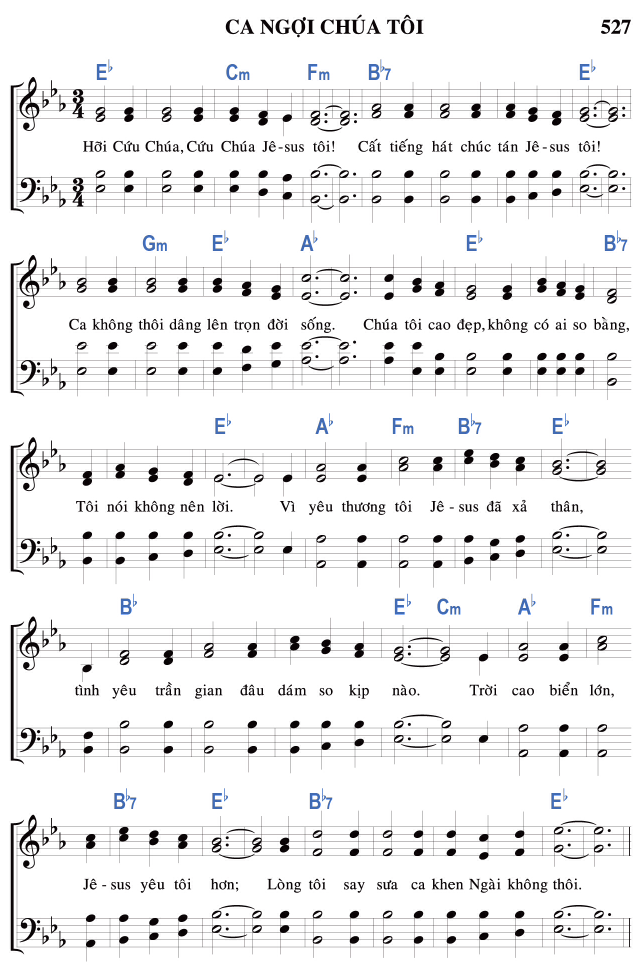 CA NGỢI CHÚA TÔI 527
E♭ Cm Fm B♭7 E♭
3 4
Hỡi Cứu Chúa, Cứu Chúa Jê - sus tôi! Cất tiếng hát chúc tán Jê - sus tôi!
3 4
Gm E♭ A♭ E♭ B♭7
Ca không thôi dâng lên trọn đời sống. Chúa tôi cao đẹp, không có ai so bằng,
E♭ A♭ Fm B♭7 E♭
Tôi nói không nên lời. Vì yêu thương tôi Jê - sus đã xả thân,
B♭ E♭ Cm A♭ Fm
tình yêu trần gian đâu dám so kịp nào. Trời cao biển lớn,
B♭7 E♭ B♭7 E♭
Jê - sus yêu tôi hơn; Lòng tôi say sưa ca khen Ngài không thôi.